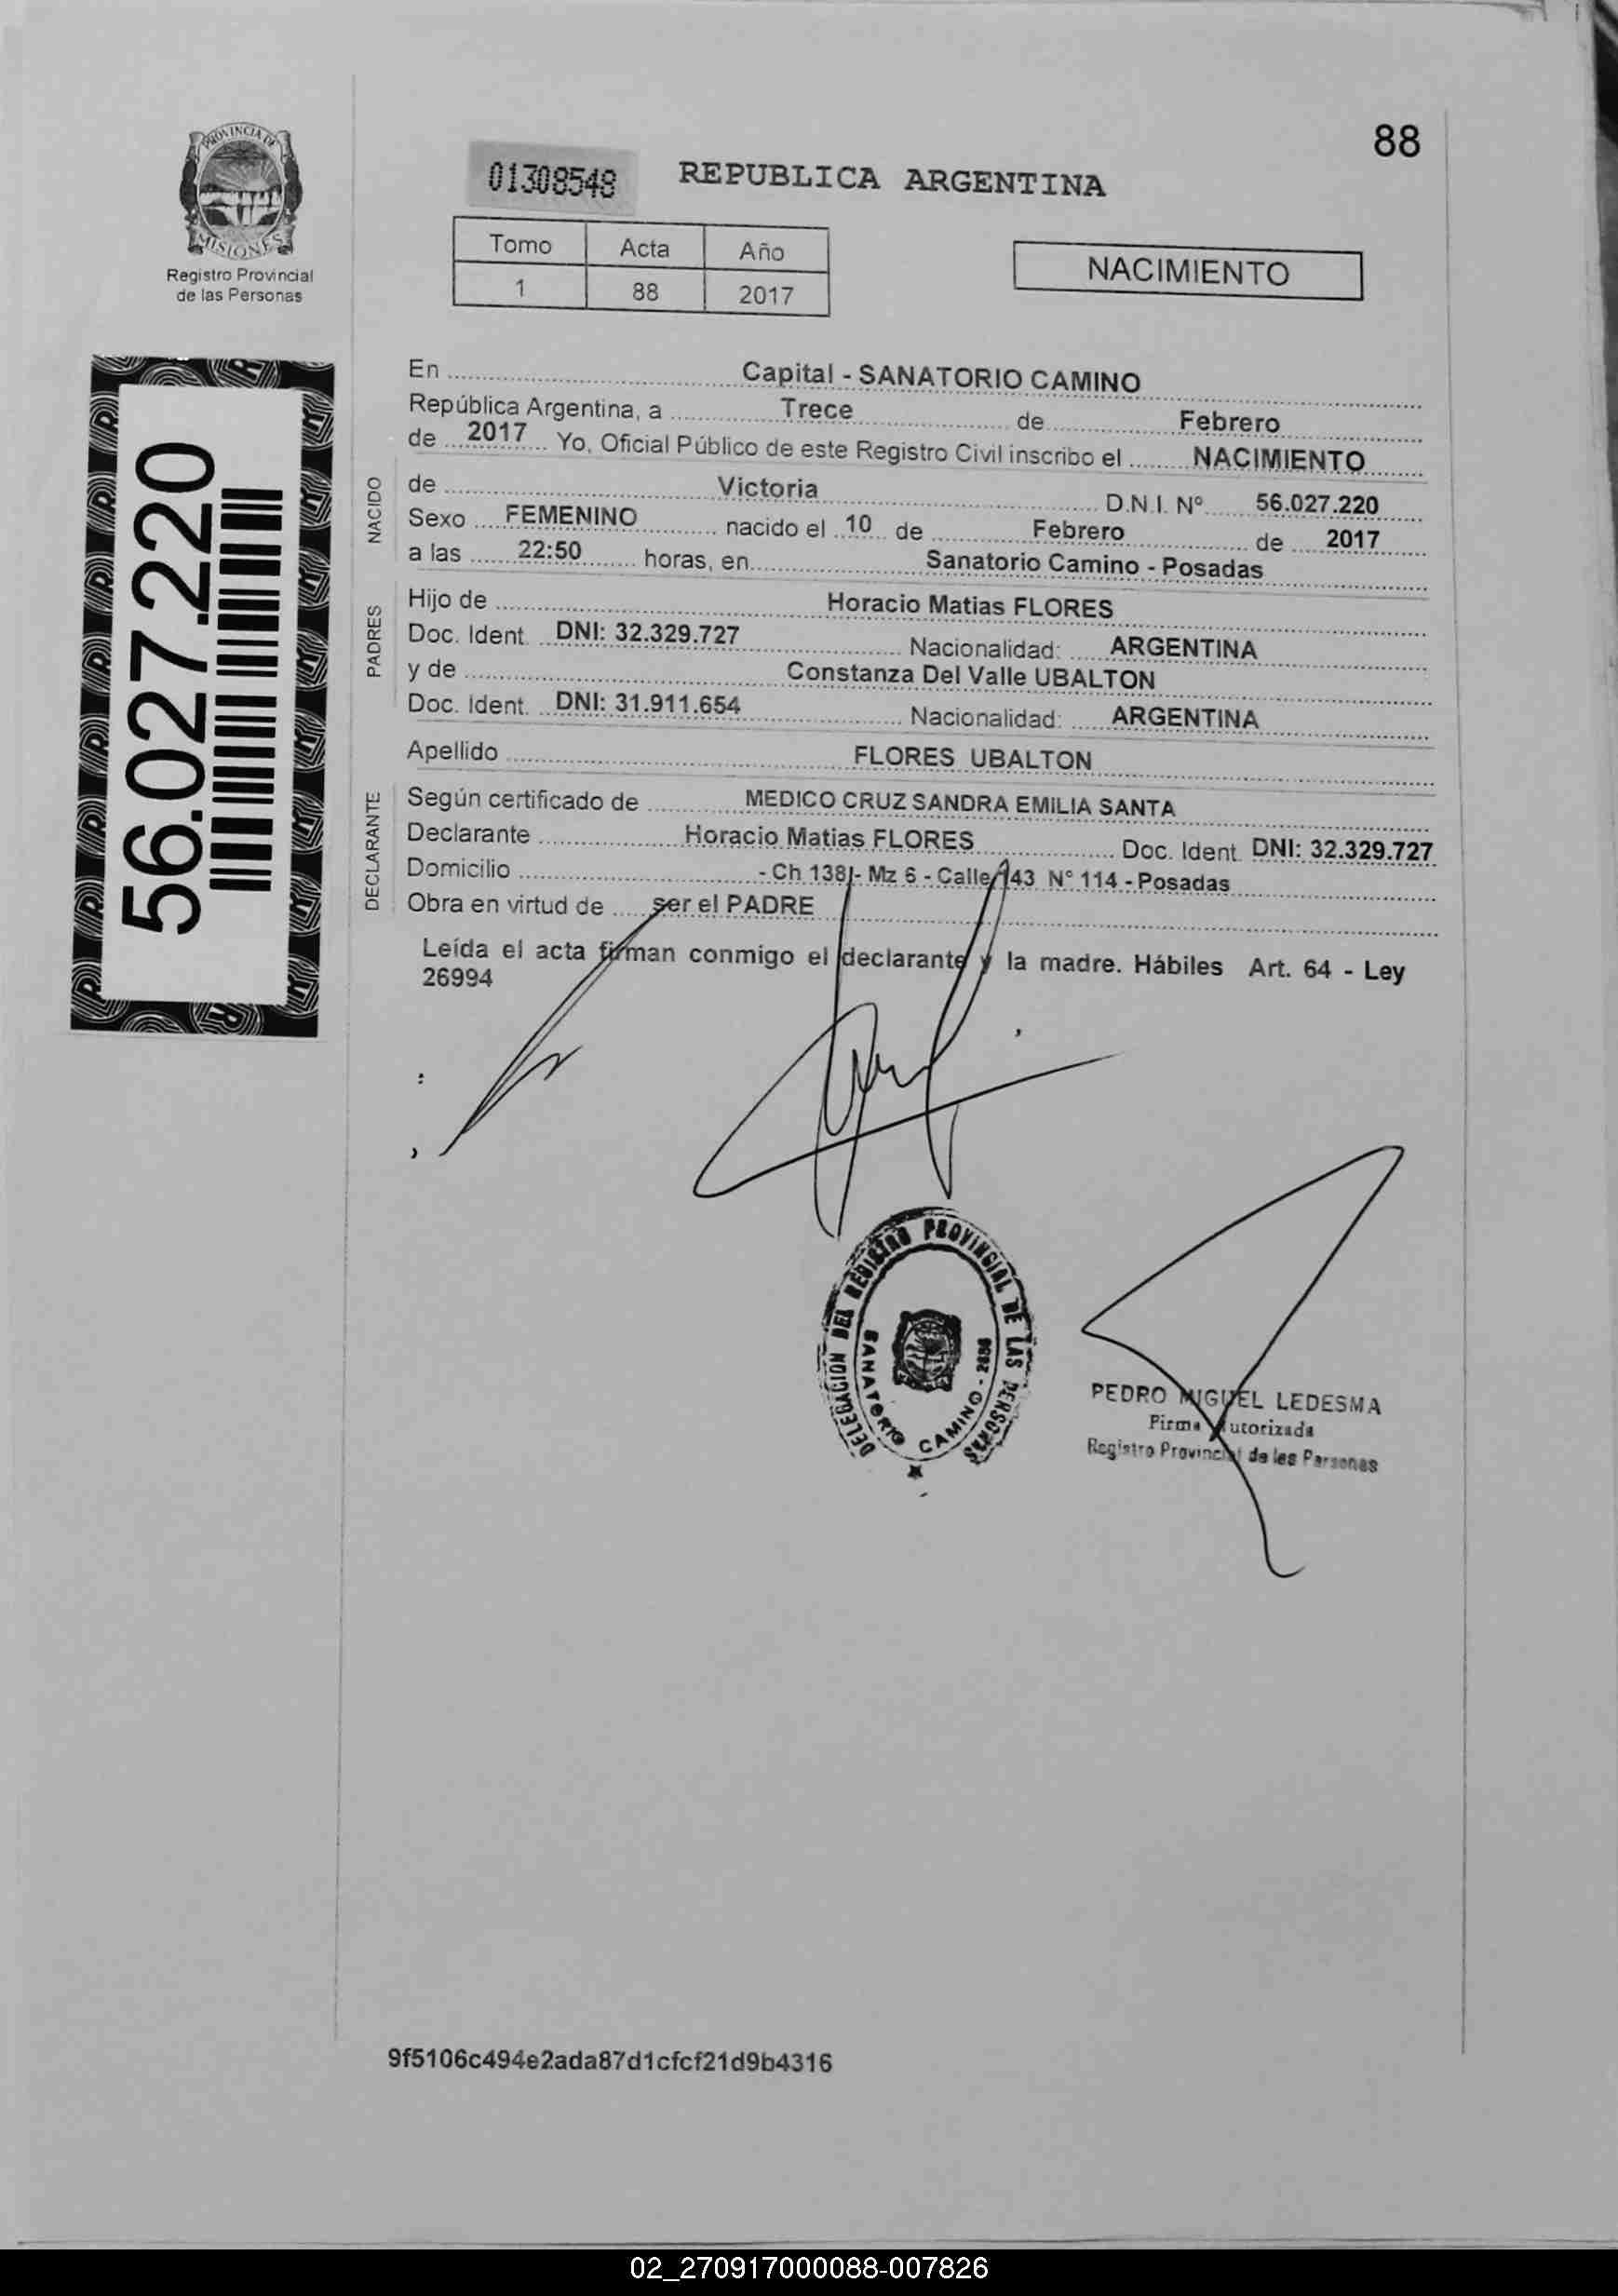 88
PROVINCIA DE
MISIONES
Registro Provincial
de las Personas
01308548
REPUBLICA ARGENTINA
Tomo Acta Año
1 88 2017
NACIMIENTO
56.027.220
En Capital - SANATORIO CAMINO
República Argentina, a Trece de Febrero
de 2017 Yo, Oficial Público de este Registro Civil inscribo el NACIMIENTO
NACIDO
de Victoria D.N.I. Nº 56.027.220
Sexo FEMENINO nacido el 10 de Febrero de 2017
a las 22:50 horas, en Sanatorio Camino - Posadas
PADRES
Hijo de Horacio Matias FLORES
Doc. Ident. DNI: 32.329.727 Nacionalidad: ARGENTINA
y de Constanza Del Valle UBALTON
Doc. Ident. DNI: 31.911.654 Nacionalidad: ARGENTINA
Apellido FLORES UBALTON
DECLARANTE
Según certificado de MEDICO CRUZ SANDRA EMILIA SANTA
Declarante Horacio Matias FLORES Doc. Ident. DNI: 32.329.727
Domicilio - Ch 138 - Mz 6 - Calle 143 N° 114 - Posadas
Obra en virtud de ser el PADRE
Leída el acta firman conmigo el declarante y la madre. Hábiles Art. 64 - Ley
26994
DELEGACION DEL REGISTRO PROVINCIAL DE LAS PERSONAS
SANATORIO CAMINO - 2696
PEDRO MIGUEL LEDESMA
Firma Autorizada
Registro Provincial de las Personas
9f5106c494e2ada87d1cfcf21d9b4316
02_270917000088-007826